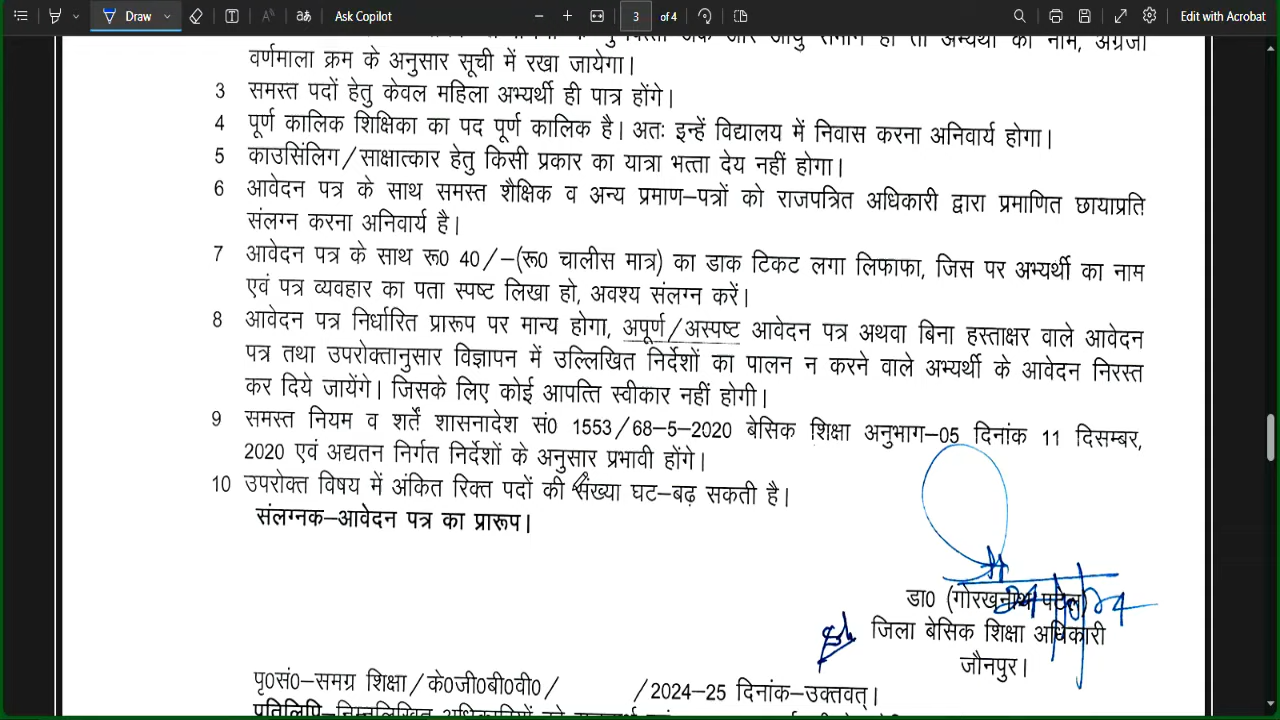 Draw
Ask Copilot
3 of 4
Edit with Acrobat
वर्णमाला क्रम के अनुसार सूची में रखा जायेगा।
3 समस्त पदों हेतु केवल महिला अभ्यर्थी ही पात्र होंगे।
4 पूर्ण कालिक शिक्षिका का पद पूर्ण कालिक है। अतः इन्हें विद्यालय में निवास करना अनिवार्य होगा।
5 काउसिंलिग/साक्षात्कार हेतु किसी प्रकार का यात्रा भत्ता देय नहीं होगा।
6 आवेदन पत्र के साथ समस्त शैक्षिक व अन्य प्रमाण–पत्रों को राजपत्रित अधिकारी द्वारा प्रमाणित छायाप्रति
संलग्न करना अनिवार्य है।
7 आवेदन पत्र के साथ रू0 40/–(रू0 चालीस मात्र) का डाक टिकट लगा लिफाफा, जिस पर अभ्यर्थी का नाम
एवं पत्र व्यवहार का पता स्पष्ट लिखा हो, अवश्य संलग्न करें।
8 आवेदन पत्र निर्धारित प्रारूप पर मान्य होगा, अपूर्ण/अस्पष्ट आवेदन पत्र अथवा बिना हस्ताक्षर वाले आवेदन
पत्र तथा उपरोक्तानुसार विज्ञापन में उल्लिखित निर्देशों का पालन न करने वाले अभ्यर्थी के आवेदन निरस्त
कर दिये जायेंगे। जिसके लिए कोई आपत्ति स्वीकार नहीं होगी।
9 समस्त नियम व शर्तें शासनादेश सं0 1553/68–5–2020 बेसिक शिक्षा अनुभाग–05 दिनांक 11 दिसम्बर,
2020 एवं अद्यतन निर्गत निर्देशों के अनुसार प्रभावी होंगे।
10 उपरोक्त विषय में अंकित रिक्त पदों की संख्या घट–बढ़ सकती है।
संलग्नक–आवेदन पत्र का प्रारूप।
डा0 (गोरखनाथ पटेल)
जिला बेसिक शिक्षा अधिकारी
जौनपुर।
पृ0सं0–समग्र शिक्षा/के0जी0बी0वी0/ /2024–25 दिनांक–उक्तवत्।